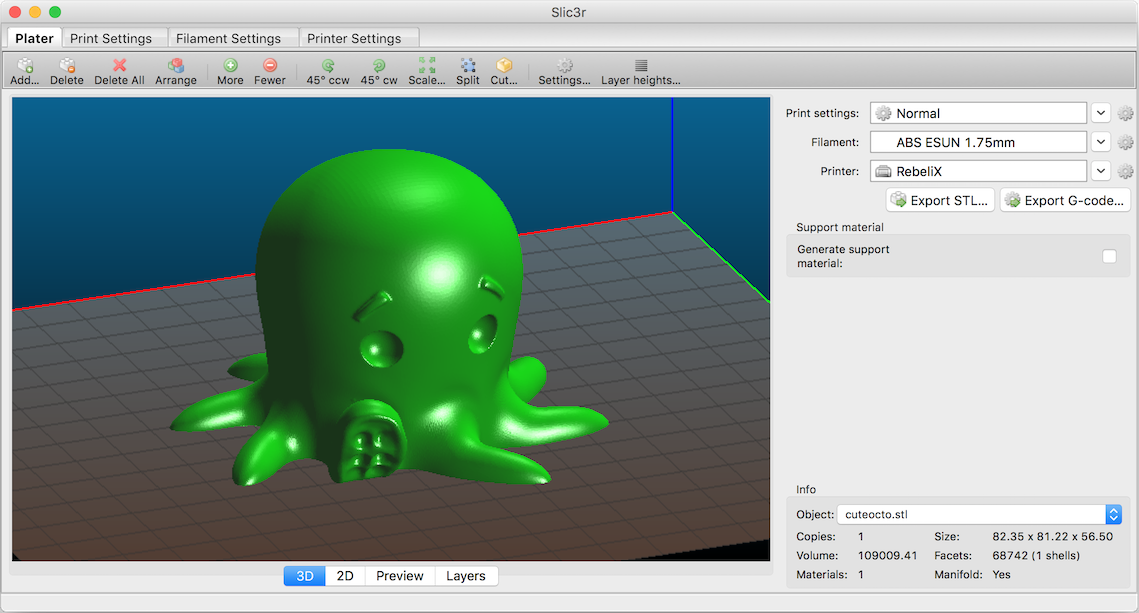 Slic3r
Plater Print Settings Filament Settings Printer Settings
Add... Delete Delete All Arrange More Fewer 45° ccw 45° cw Scale... Split Cut... Settings... Layer heights...
Print settings: Normal
Filament: ABS ESUN 1.75mm
Printer: RebeliX
Export STL... Export G-code...
Support material
Generate support
material:
Info
Object: cuteocto.stl
Copies: 1 Size: 82.35 x 81.22 x 56.50
Volume: 109009.41 Facets: 68742 (1 shells)
Materials: 1 Manifold: Yes
3D 2D Preview Layers